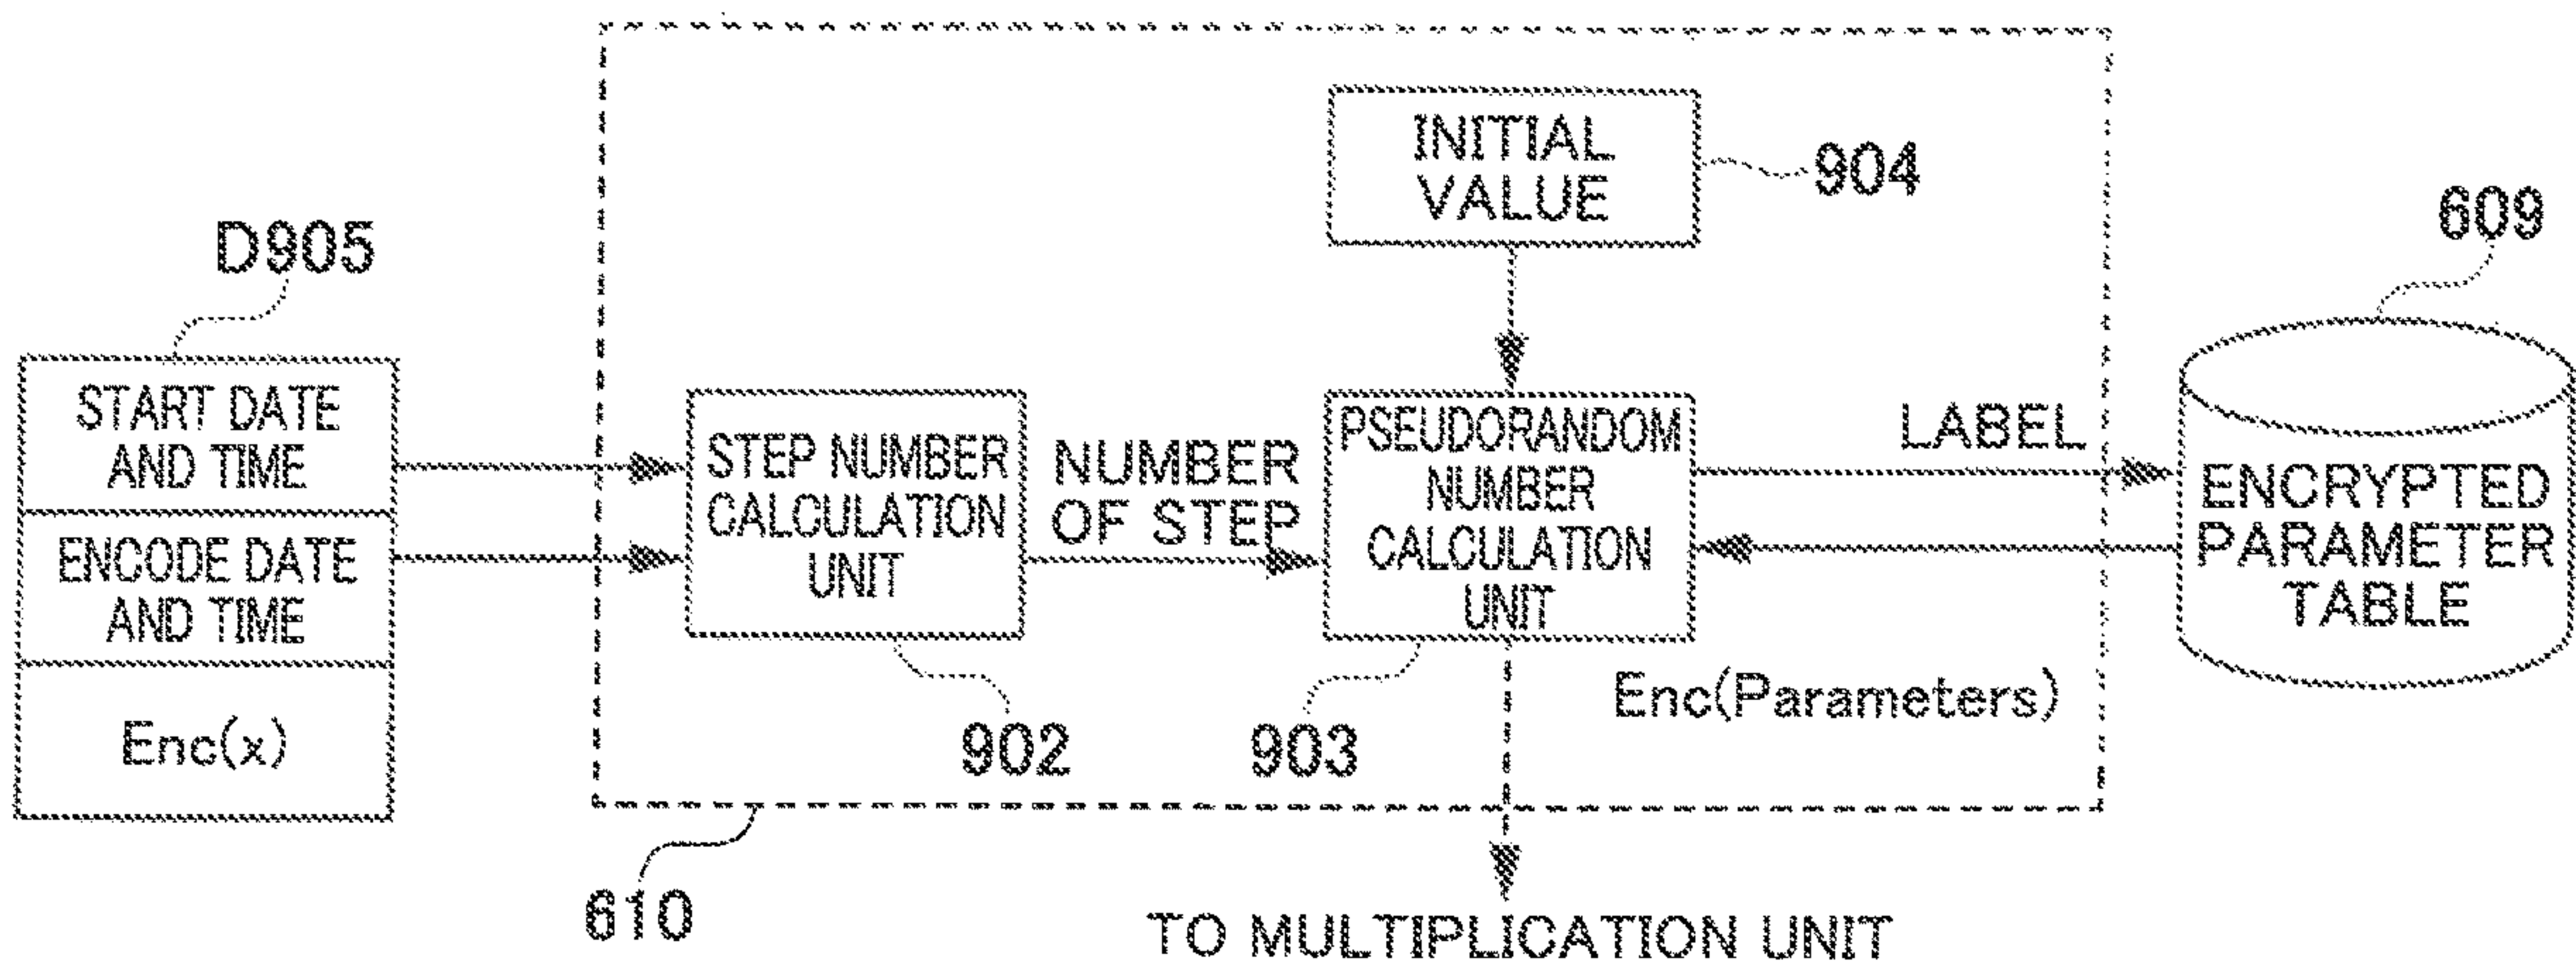 INITIAL
VALUE
904
609
D905
START DATE
AND TIME
ENCODE DATE
AND TIME
Enc(x)
STEP NUMBER
CALCULATION
UNIT
902
NUMBER
OF STEP
PSEUDORANDOM
NUMBER
CALCULATION
UNIT
903
LABEL
Enc(Parameters)
ENCRYPTED
PARAMETER
TABLE
610
TO MULTIPLICATION UNIT